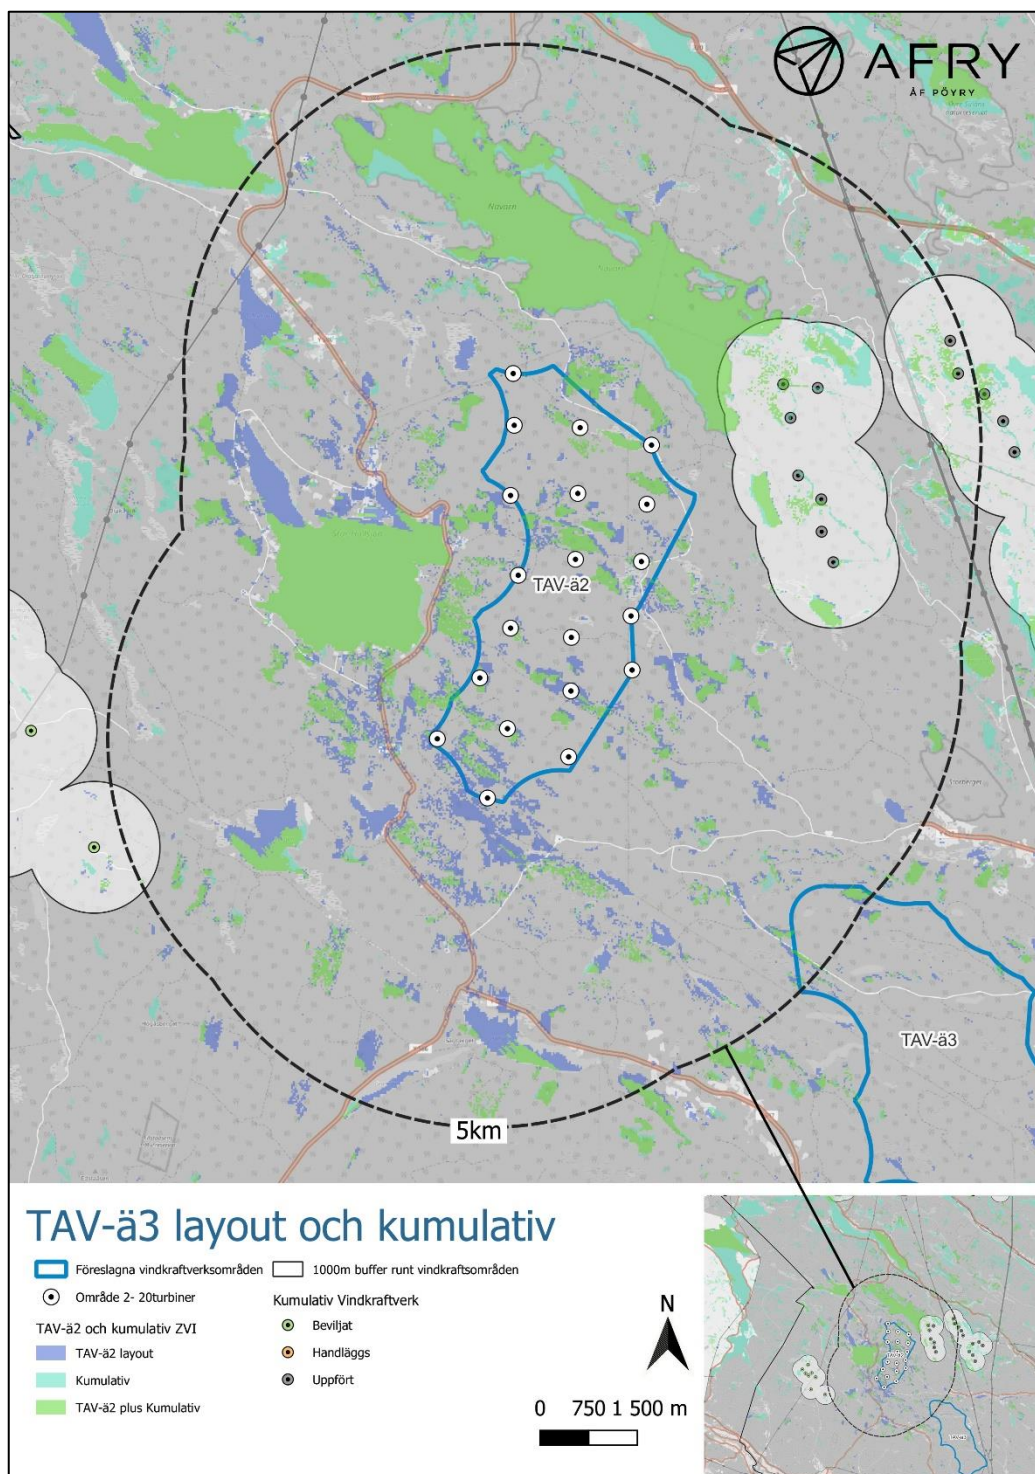 AFRY
ÅF PÖYRY
Nävarn
TAV-ä2
TAV-ä3
5km
TAV-ä3 layout och kumulativ
Föreslagna vindkraftverksområden
1000m buffer runt vindkraftsområden
Område 2- 20turbiner
Kumulativ Vindkraftverk
TAV-ä2 och kumulativ ZVI
Beviljat
TAV-ä2 layout
Handläggs
Kumulativ
Uppfört
TAV-ä2 plus Kumulativ
N
0 750 1 500 m